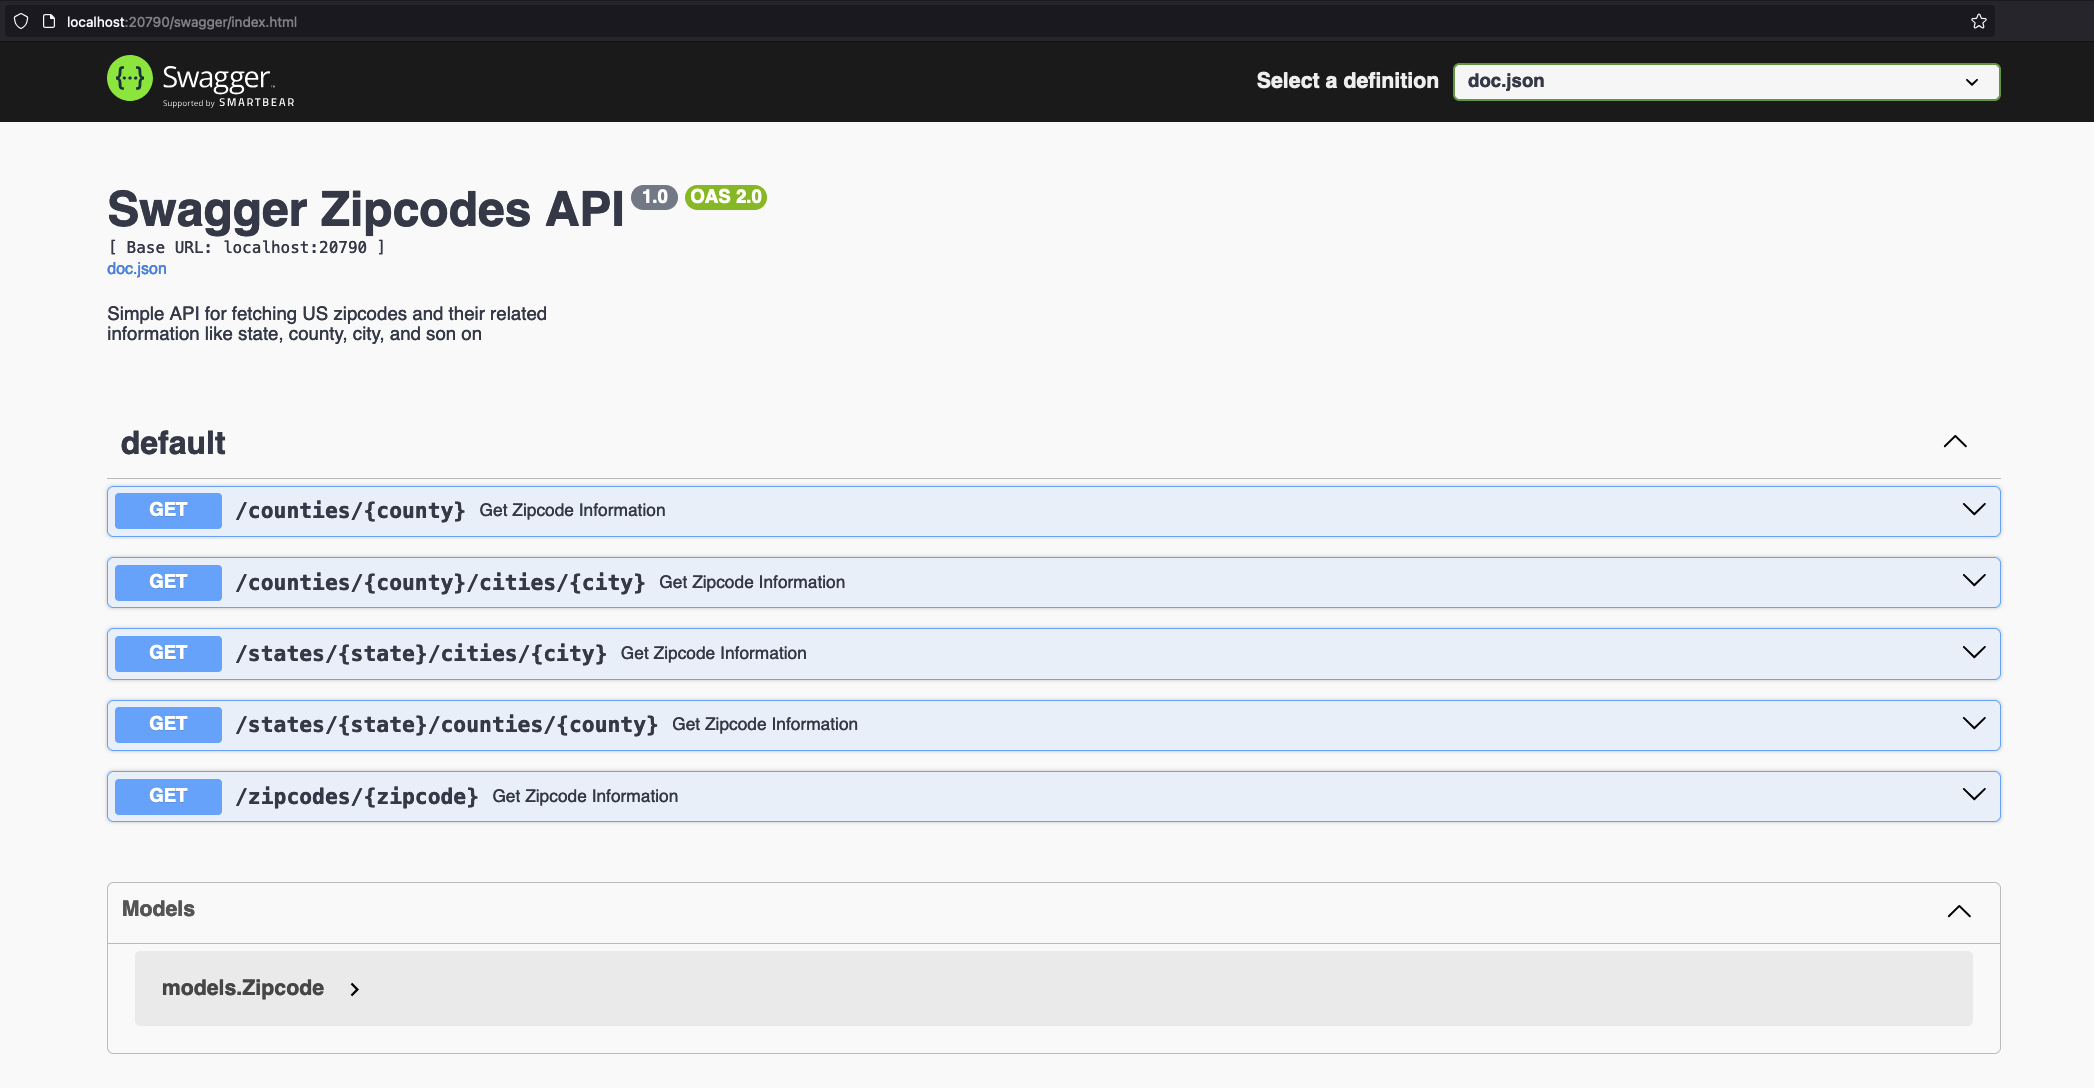 localhost:20790/swagger/index.html
{···} Swagger™
Supported by SMARTBEAR
Select a definition doc.json
Swagger Zipcodes API 1.0 OAS 2.0
[ Base URL: localhost:20790 ]
doc.json
Simple API for fetching US zipcodes and their related
information like state, county, city, and son on
default
GET /counties/{county} Get Zipcode Information
GET /counties/{county}/cities/{city} Get Zipcode Information
GET /states/{state}/cities/{city} Get Zipcode Information
GET /states/{state}/counties/{county} Get Zipcode Information
GET /zipcodes/{zipcode} Get Zipcode Information
Models
models.Zipcode